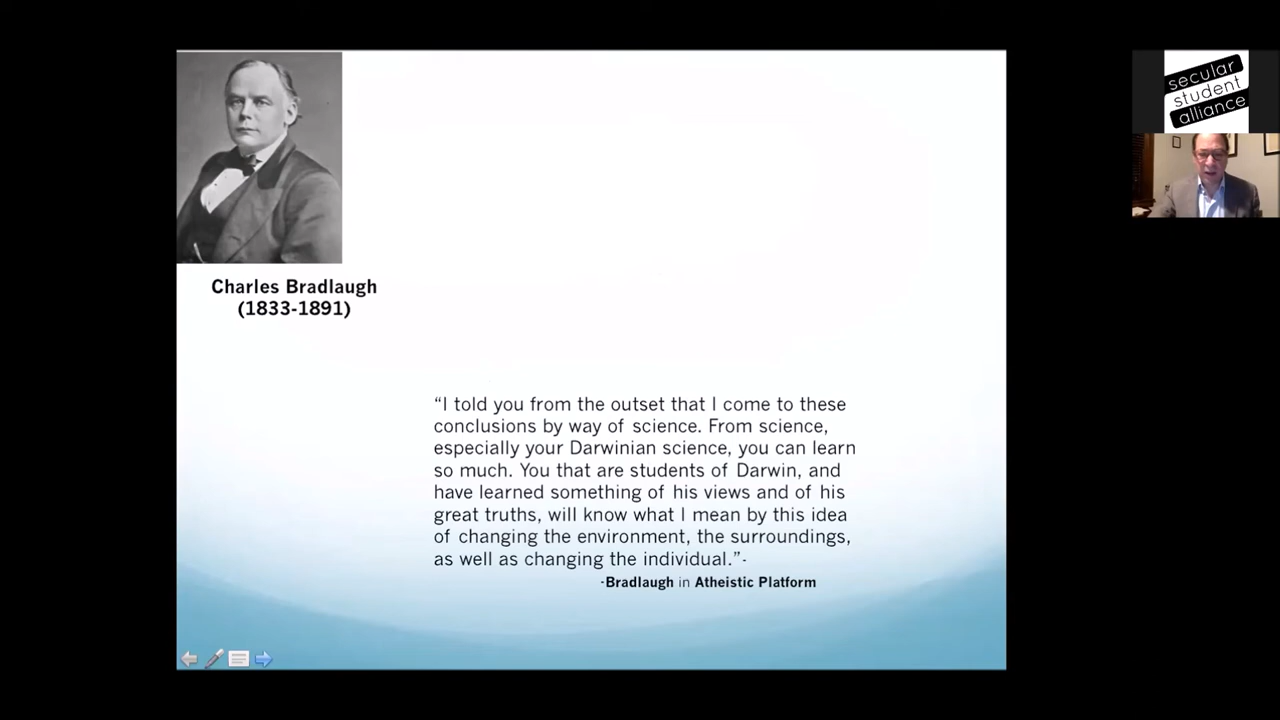 Charles Bradlaugh
(1833-1891)
“I told you from the outset that I come to these
conclusions by way of science. From science,
especially your Darwinian science, you can learn
so much. You that are students of Darwin, and
have learned something of his views and of his
great truths, will know what I mean by this idea
of changing the environment, the surroundings,
as well as changing the individual.”-
-Bradlaugh in Atheistic Platform
secular
student
alliance